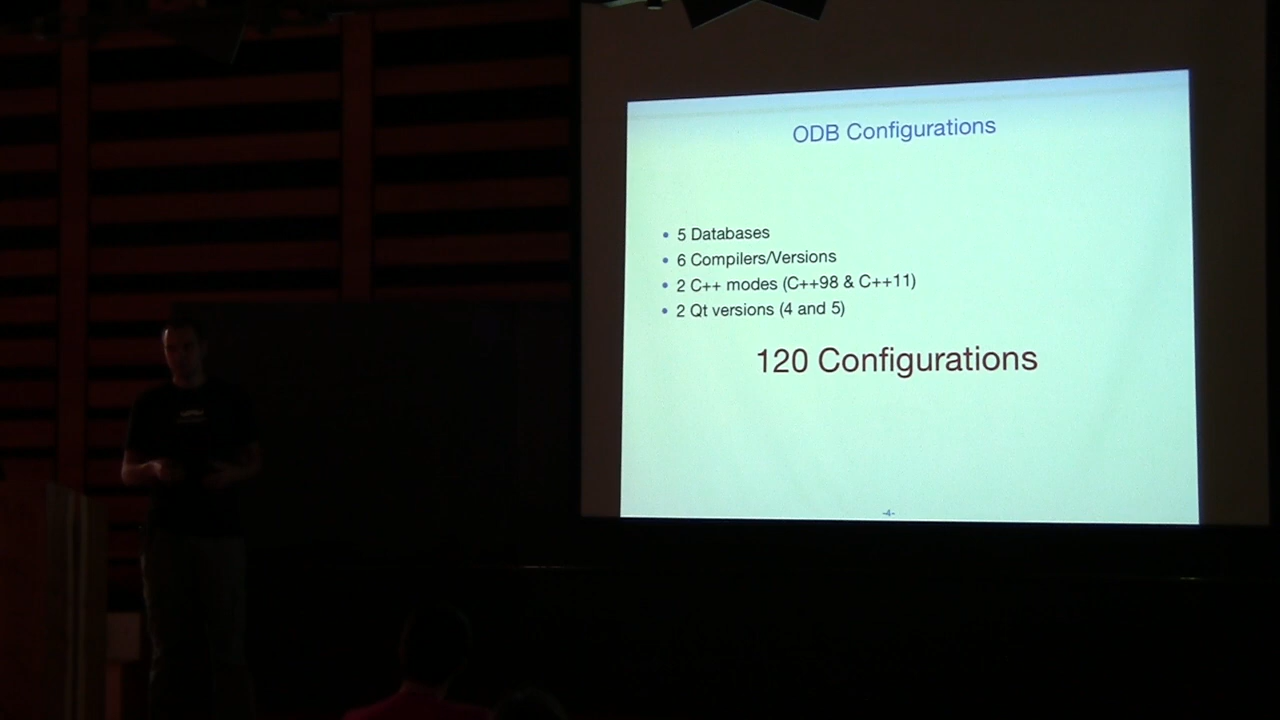 ODB Configurations
• 5 Databases
• 6 Compilers/Versions
• 2 C++ modes (C++98 & C++11)
• 2 Qt versions (4 and 5)
120 Configurations
-4-